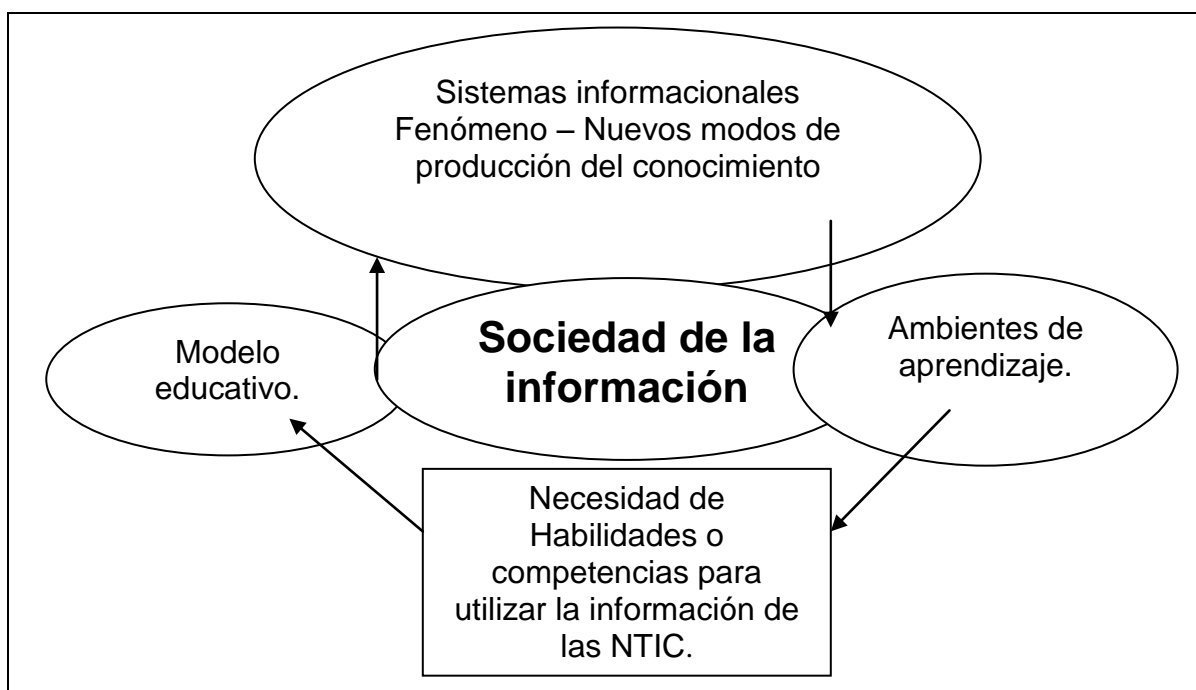 Sistemas informacionales
Fenómeno – Nuevos modos de
producción del conocimiento
Modelo
educativo.
Sociedad de la
información
Ambientes de
aprendizaje.
Necesidad de
Habilidades o
competencias para
utilizar la información de
las NTIC.